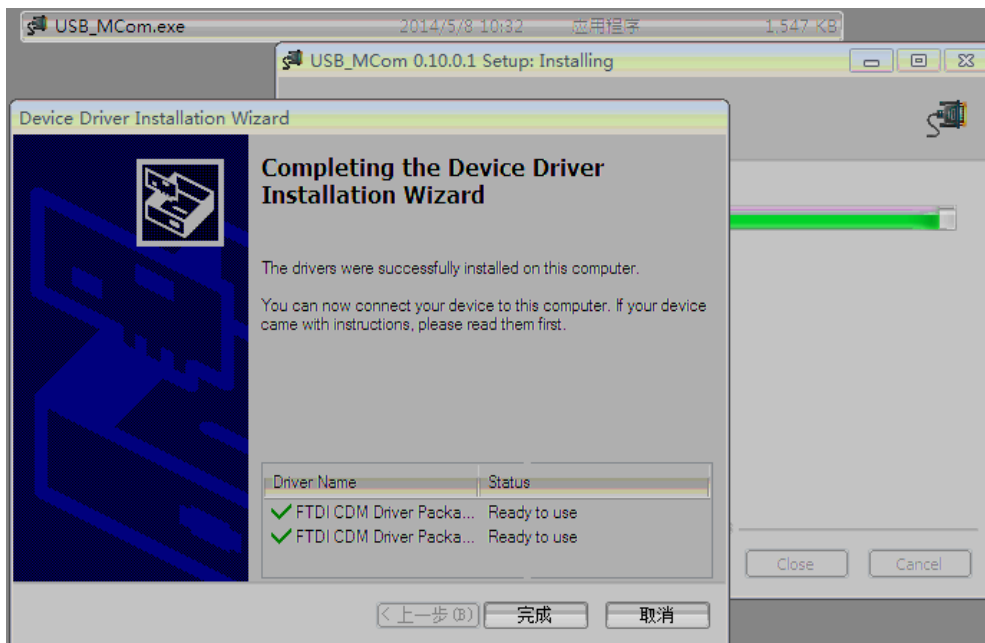 USB_MCom.exe 2014/5/8 10:32 应用程序 1,547 KB
USB_MCom 0.10.0.1 Setup: Installing
Device Driver Installation Wizard
Completing the Device Driver
Installation Wizard
The drivers were successfully installed on this computer.
You can now connect your device to this computer. If your device
came with instructions, please read them first.
Driver Name Status
FTDI CDM Driver Packa... Ready to use
FTDI CDM Driver Packa... Ready to use
Close Cancel
< 上一步(B) 完成 取消